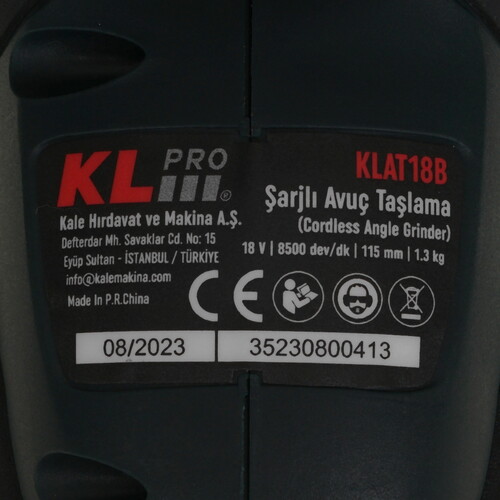 KL PRO ®
Kale Hırdavat ve Makina A.Ş.
Defterdar Mh. Savaklar Cd. No: 15
Eyüp Sultan - İSTANBUL / TÜRKİYE
info@kalemakina.com
Made In P.R.China
KLAT18B
Şarjlı Avuç Taşlama
(Cordless Angle Grinder)
18 V | 8500 dev/dk | 115 mm | 1.3 kg
CE
08/2023
35230800413